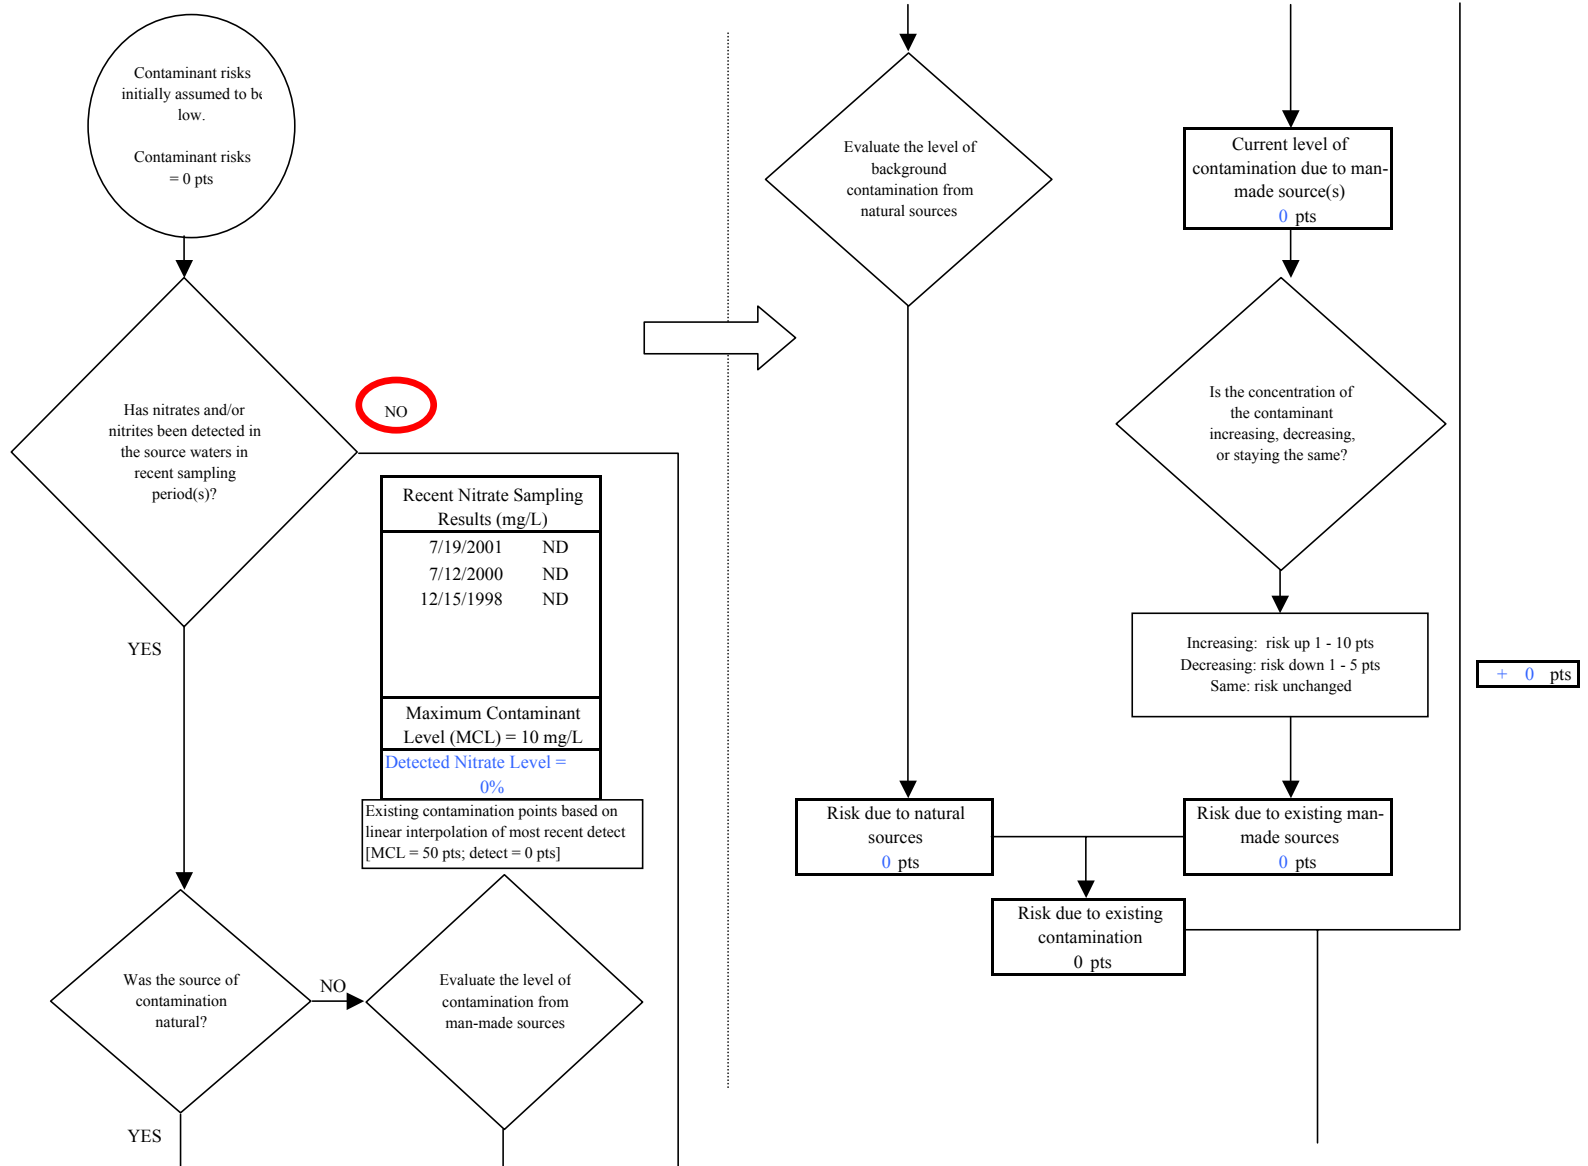 Contaminant risks
initially assumed to be
low.
Contaminant risks
= 0 pts
Has nitrates and/or
nitrites been detected in
the source waters in
recent sampling
period(s)?
NO
YES
Recent Nitrate Sampling
Results (mg/L)
7/19/2001 ND
7/12/2000 ND
12/15/1998 ND
Maximum Contaminant
Level (MCL) = 10 mg/L
Detected Nitrate Level =
0%
Existing contamination points based on
linear interpolation of most recent detect
[MCL = 50 pts; detect = 0 pts]
Was the source of
contamination
natural?
NO
YES
Evaluate the level of
contamination from
man-made sources
Evaluate the level of
background
contamination from
natural sources
Current level of
contamination due to man-
made source(s)
0 pts
Is the concentration of
the contaminant
increasing, decreasing,
or staying the same?
Increasing: risk up 1 - 10 pts
Decreasing: risk down 1 - 5 pts
Same: risk unchanged
+ 0 pts
Risk due to natural
sources
0 pts
Risk due to existing man-
made sources
0 pts
Risk due to existing
contamination
0 pts